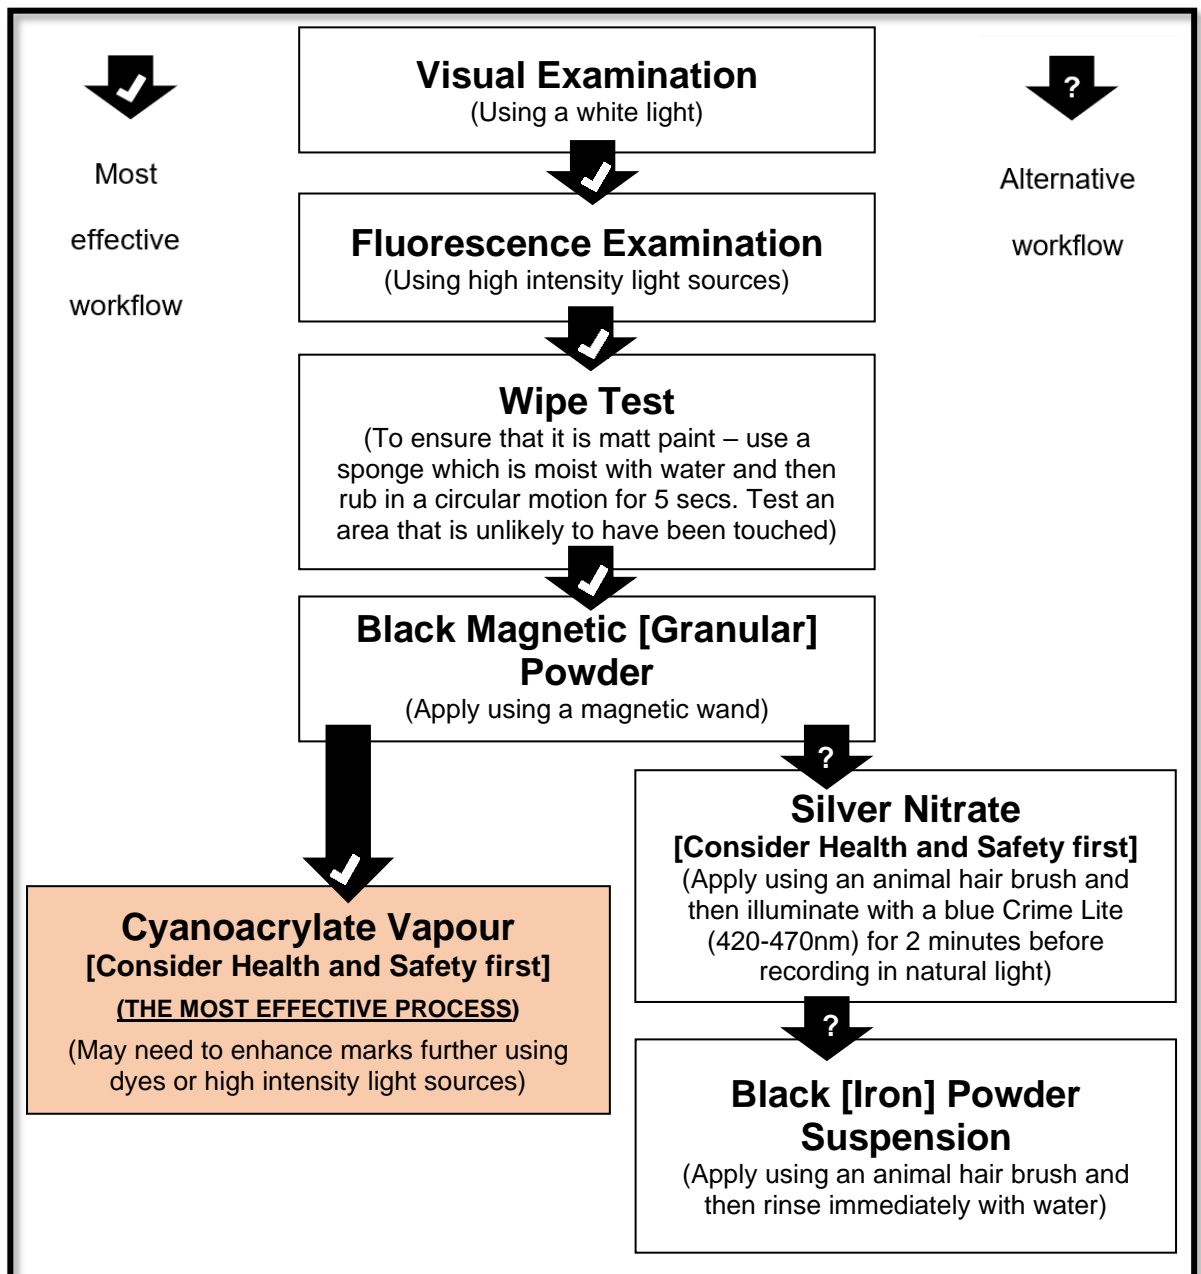 Visual Examination
(Using a white light)
Most
effective
workflow
?
Alternative
workflow
Fluorescence Examination
(Using high intensity light sources)
Wipe Test
(To ensure that it is matt paint – use a
sponge which is moist with water and then
rub in a circular motion for 5 secs. Test an
area that is unlikely to have been touched)
Black Magnetic [Granular]
Powder
(Apply using a magnetic wand)
?
Silver Nitrate
[Consider Health and Safety first]
(Apply using an animal hair brush and
then illuminate with a blue Crime Lite
(420-470nm) for 2 minutes before
recording in natural light)
Cyanoacrylate Vapour
[Consider Health and Safety first]
(THE MOST EFFECTIVE PROCESS)
(May need to enhance marks further using
dyes or high intensity light sources)
?
Black [Iron] Powder
Suspension
(Apply using an animal hair brush and
then rinse immediately with water)